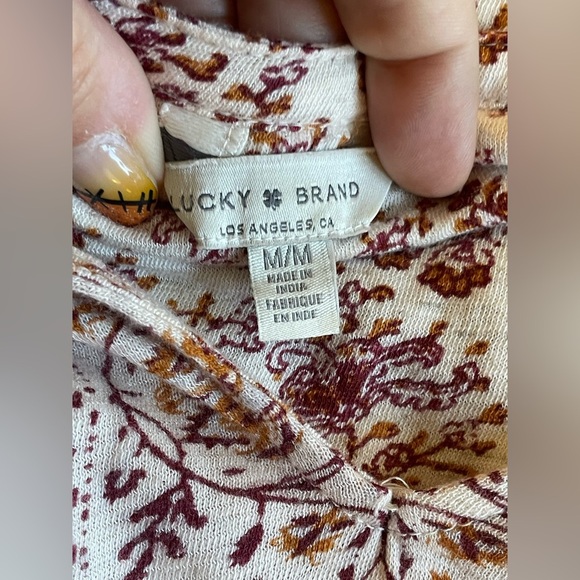 LUCKY BRAND
LOS ANGELES, CA
M/M
MADE IN
INDIA
FABRIQUE
EN INDE